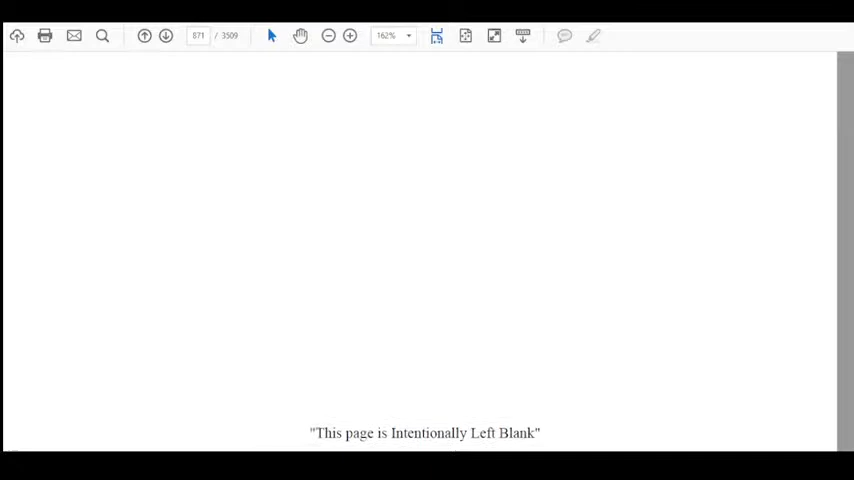 871 / 3509 162%
"This page is Intentionally Left Blank"